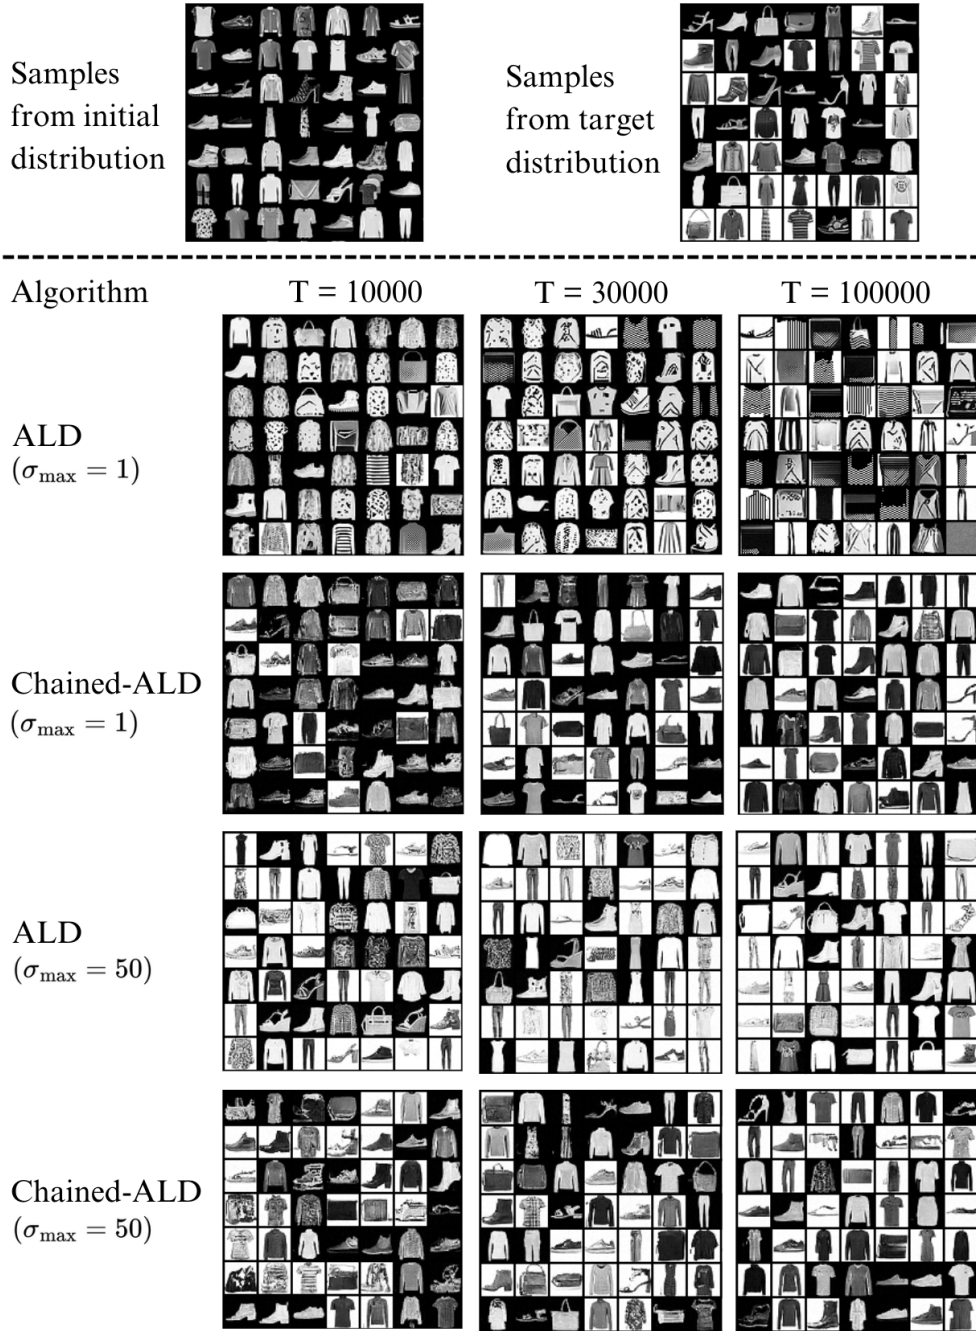 Samples
from initial
distribution
Samples
from target
distribution
Algorithm
T = 10000
T = 30000
T = 100000
ALD
(σmax = 1)
Chained-ALD
(σmax = 1)
ALD
(σmax = 50)
Chained-ALD
(σmax = 50)